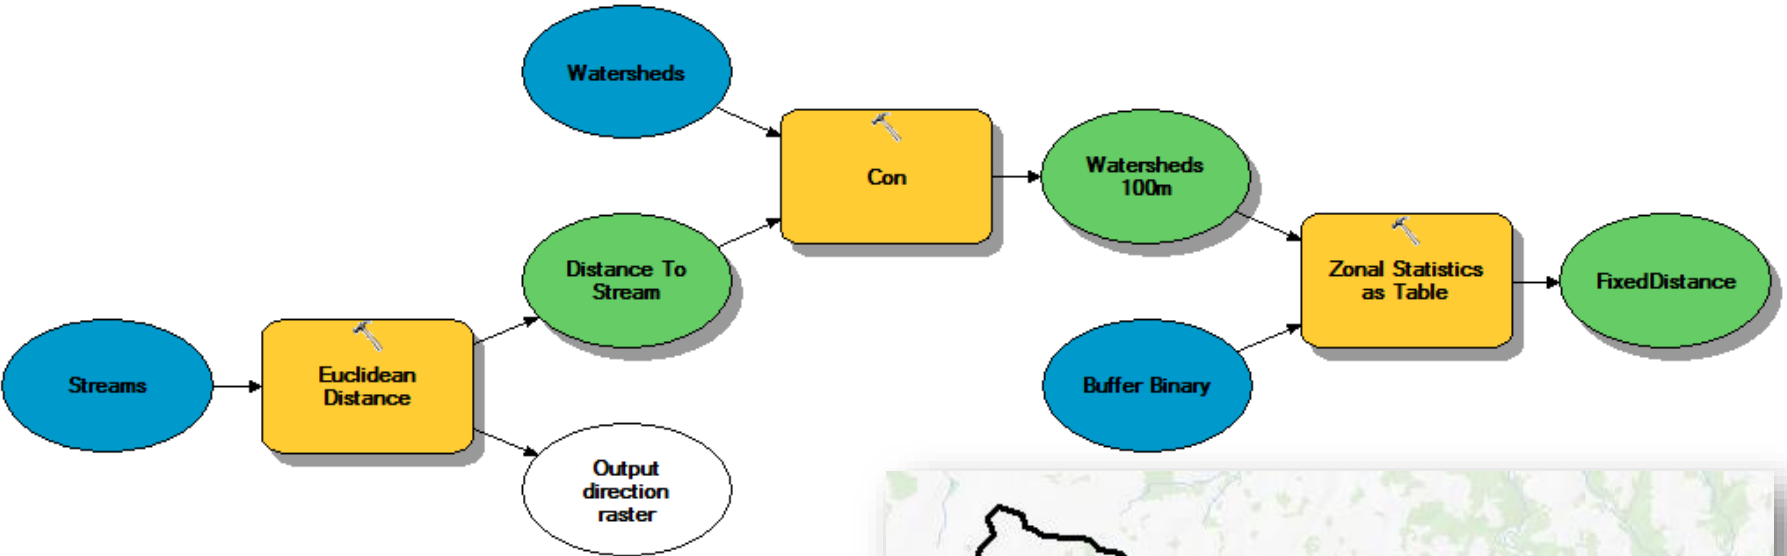 Watersheds
Con
Watersheds
100m
Distance To
Stream
Zonal Statistics
as Table
FixedDistance
Streams
Euclidean
Distance
Buffer Binary
Output
direction
raster